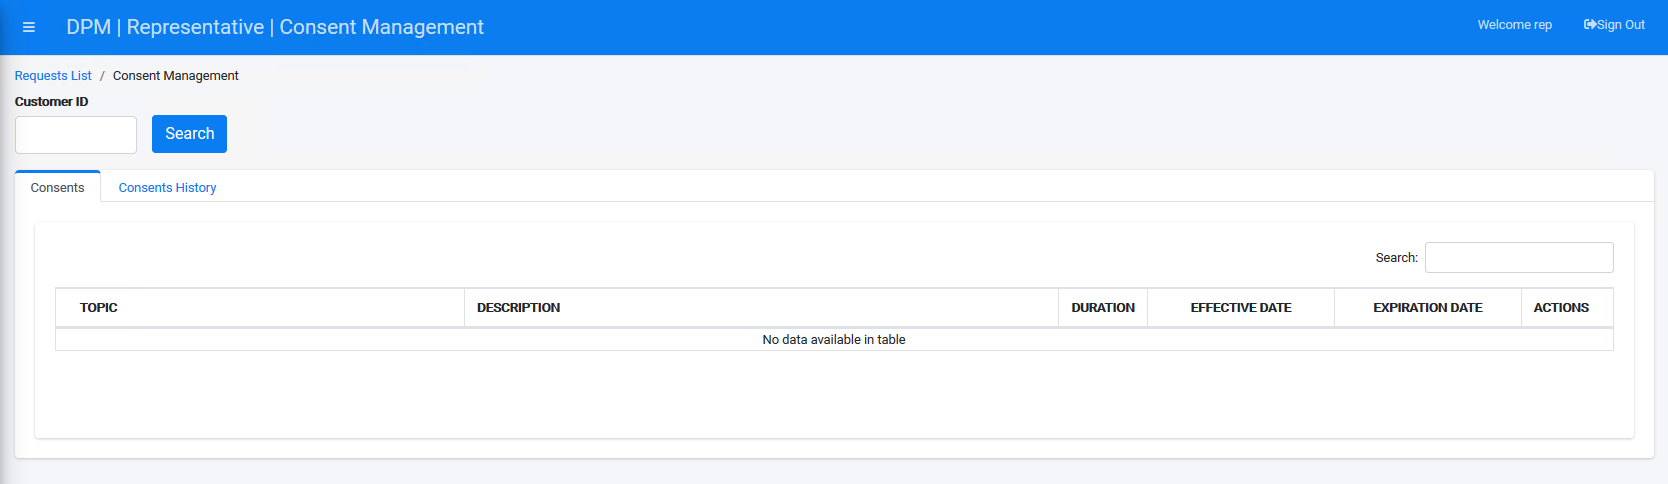 DPM | Representative | Consent Management
Welcome rep
Sign Out
Requests List / Consent Management
Customer ID
Search
Consents
Consents History
Search:
TOPIC DESCRIPTION DURATION EFFECTIVE DATE EXPIRATION DATE ACTIONS
No data available in table